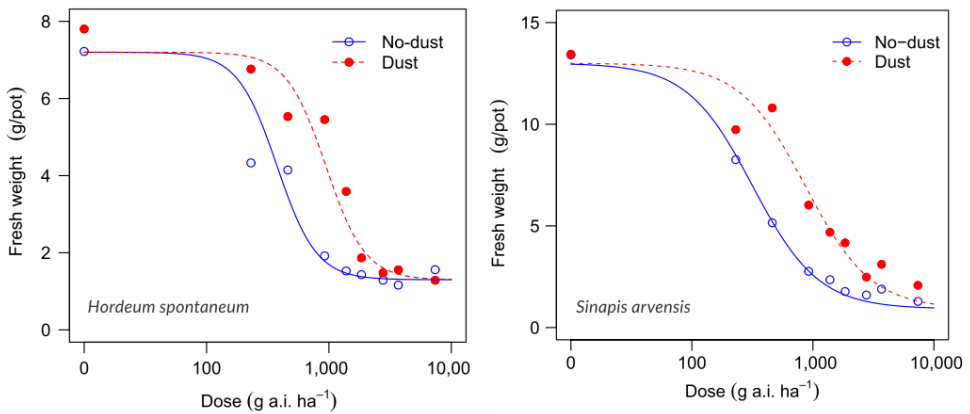 8
6
4
2
0
Fresh weight (g/pot)
No-dust
Dust
Hordeum spontaneum
0
100
1,000
10,00
Dose (g a.i. ha⁻¹)
15
10
5
0
Fresh weight (g/pot)
No−dust
Dust
Sinapis arvensis
0
100
1,000
10,000
Dose (g a.i. ha⁻¹)